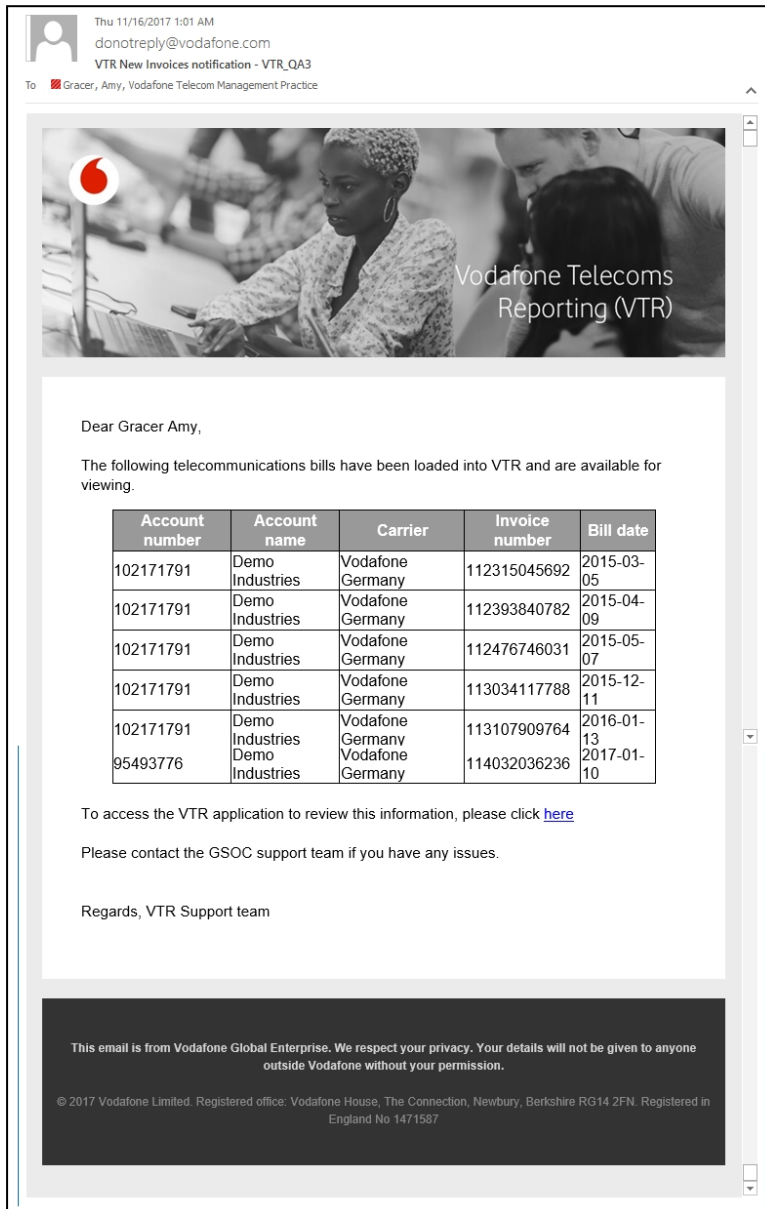 Thu 11/16/2017 1:01 AM
donotreply@vodafone.com
VTR New Invoices notification - VTR_QA3
To Gracer, Amy, Vodafone Telecom Management Practice
Vodafone Telecoms
Reporting (VTR)
Dear Gracer Amy,
The following telecommunications bills have been loaded into VTR and are available for
viewing.
Account number Account name Carrier Invoice number Bill date
102171791 Demo Industries Vodafone Germany 112315045692 2015-03-05
102171791 Demo Industries Vodafone Germany 112393840782 2015-04-09
102171791 Demo Industries Vodafone Germany 112476746031 2015-05-07
102171791 Demo Industries Vodafone Germany 113034117788 2015-12-11
102171791 Demo Industries Vodafone Germany 113107909764 2016-01-13
95493776 Demo Industries Vodafone Germany 114032036236 2017-01-10
To access the VTR application to review this information, please click here
Please contact the GSOC support team if you have any issues.
Regards, VTR Support team
This email is from Vodafone Global Enterprise. We respect your privacy. Your details will not be given to anyone
outside Vodafone without your permission.
© 2017 Vodafone Limited. Registered office: Vodafone House, The Connection, Newbury, Berkshire RG14 2FN. Registered in
England No 1471587